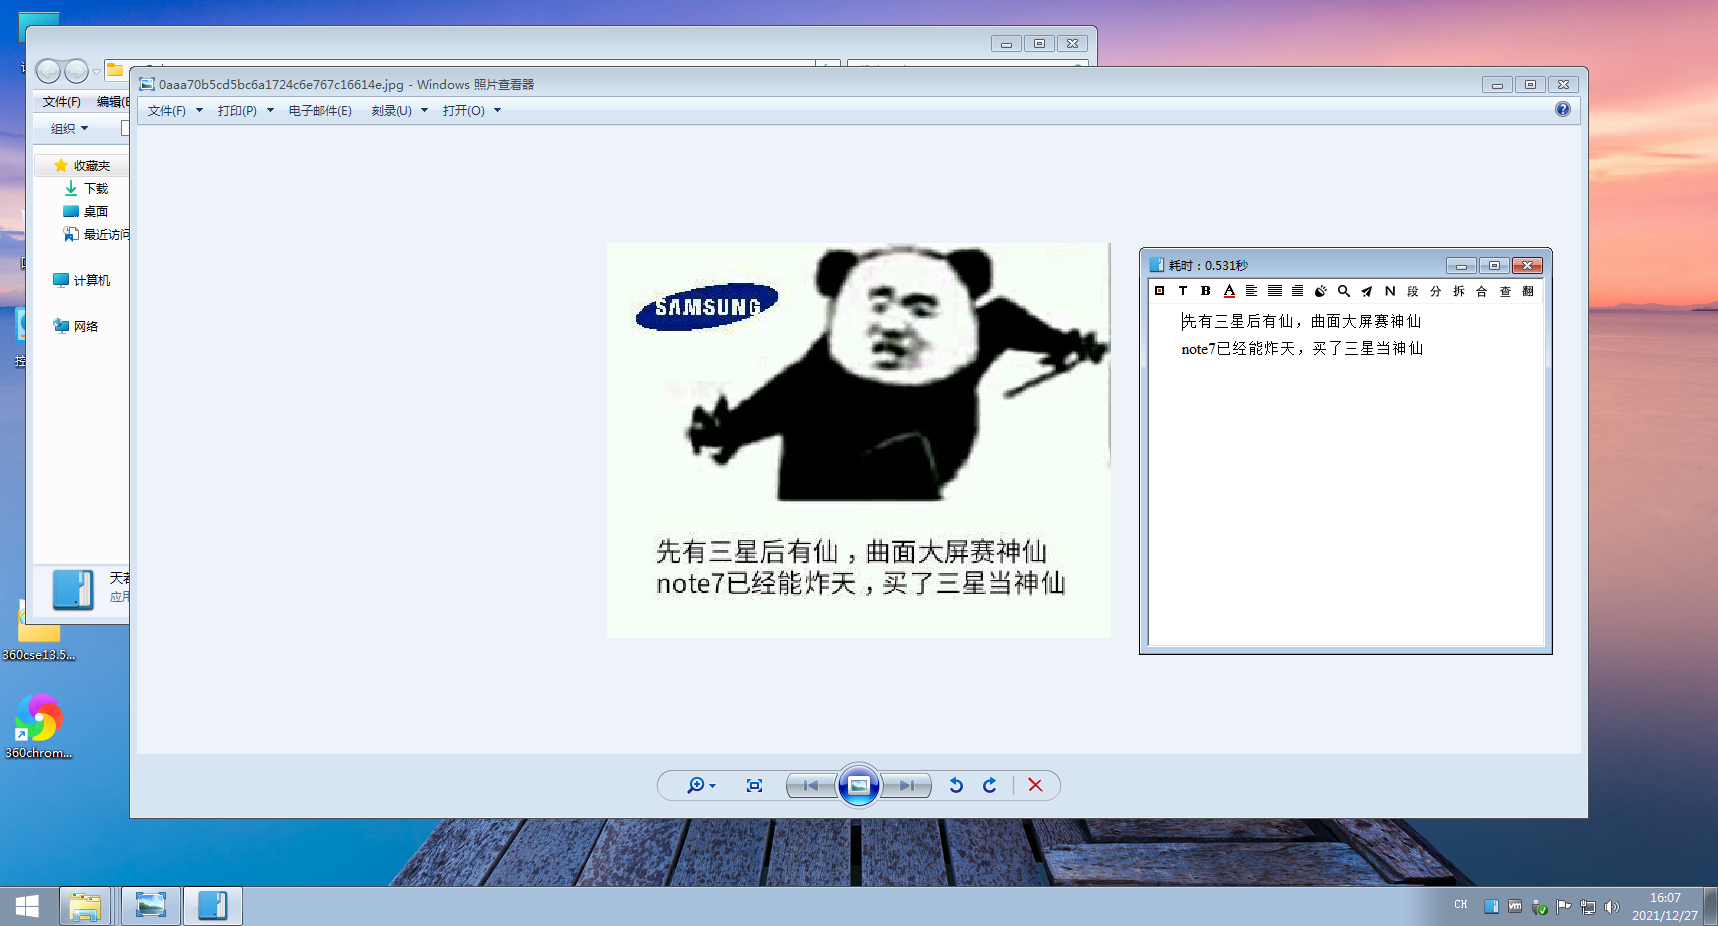 文件(F)
编辑(E
组织
收藏夹
下载
桌面
最近访问
计算机
网络
应用
360cse13.5...
360chrom...
0aaa70b5cd5bc6a1724c6e767c16614e.jpg - Windows 照片查看器
文件(F) 打印(P) 电子邮件(E) 刻录(U) 打开(O)
SAMSUNG
先有三星后有仙，曲面大屏赛神仙
note7已经能炸天，买了三星当神仙
耗时：0.531秒
T B A N 段 分 拆 合 查 翻
先有三星后有仙，曲面大屏赛神仙
note7已经能炸天，买了三星当神仙
CH
vm
16:07
2021/12/27